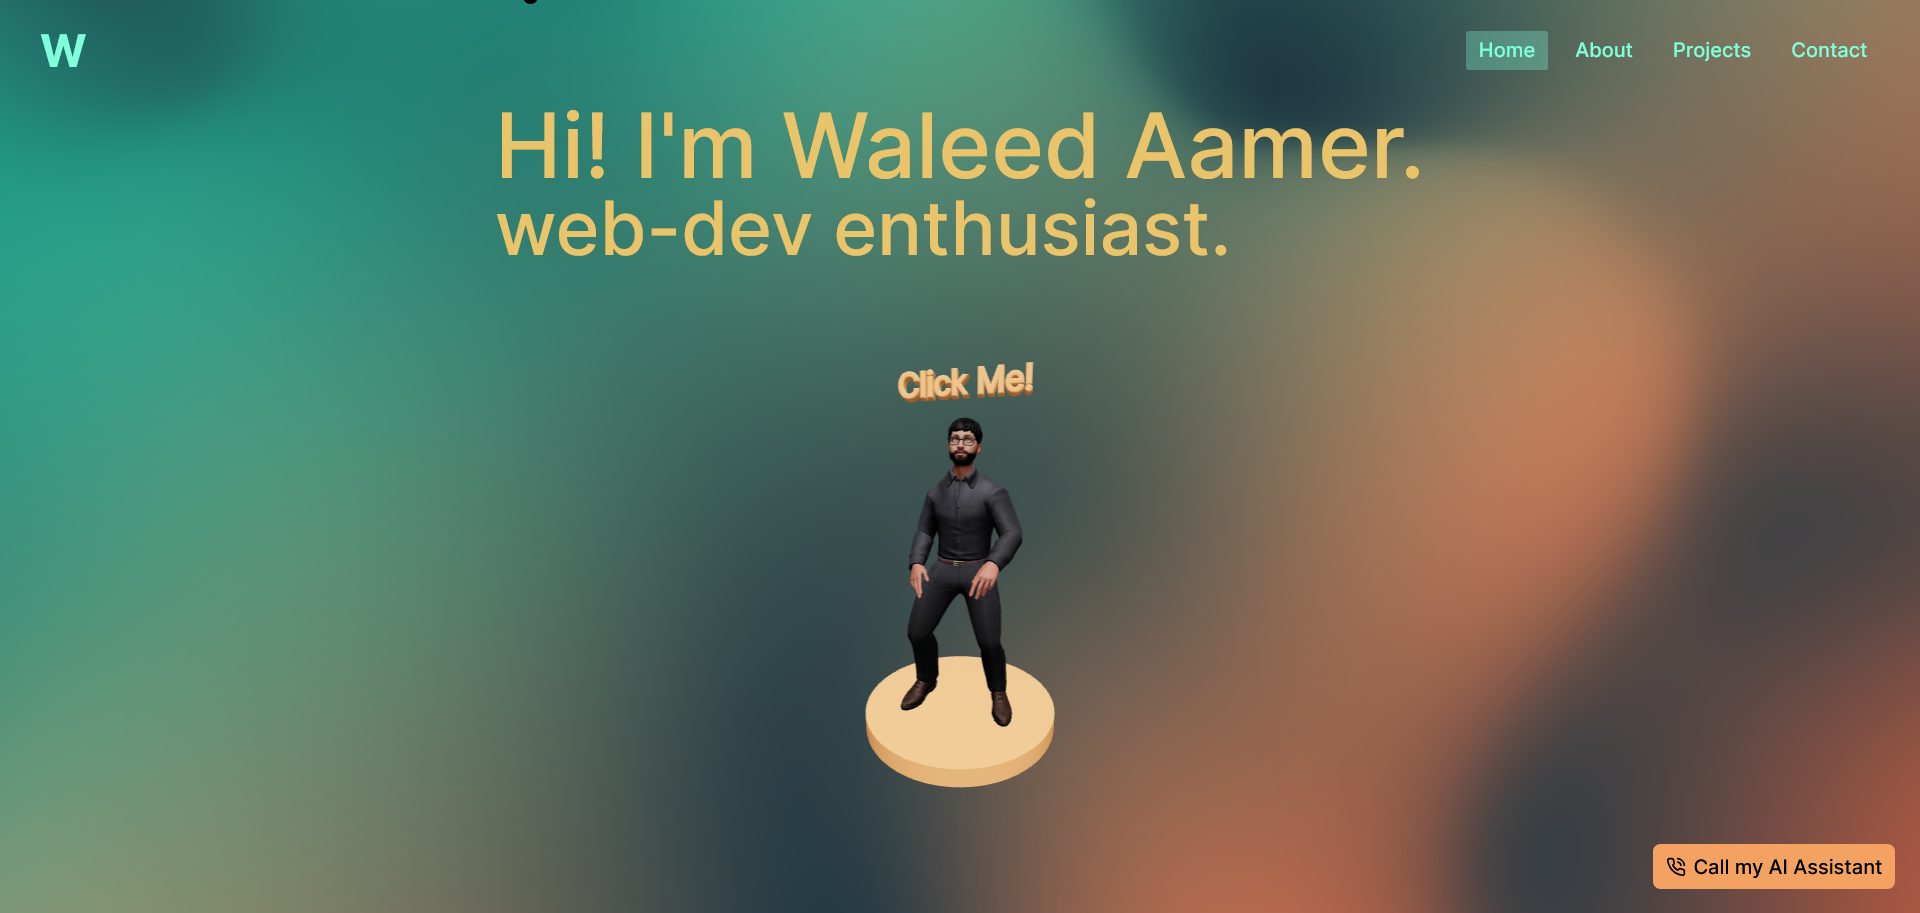 W
Home About Projects Contact
Hi! I'm Waleed Aamer.
web-dev enthusiast.
Click Me!
Call my AI Assistant